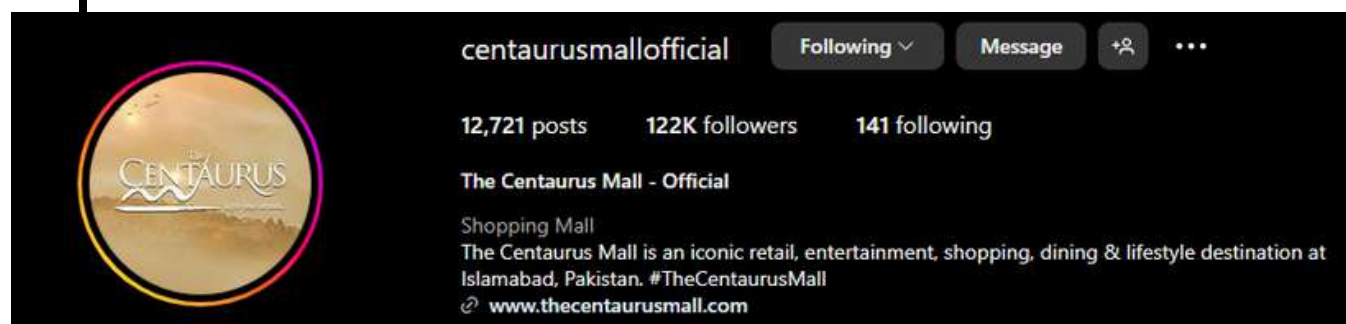 centaurusmallofficial Following Message
12,721 posts 122K followers 141 following
The Centaurus Mall - Official
Shopping Mall
The Centaurus Mall is an iconic retail, entertainment, shopping, dining & lifestyle destination at
Islamabad, Pakistan. #TheCentaurusMall
www.thecentaurusmall.com
The
CENTAURUS